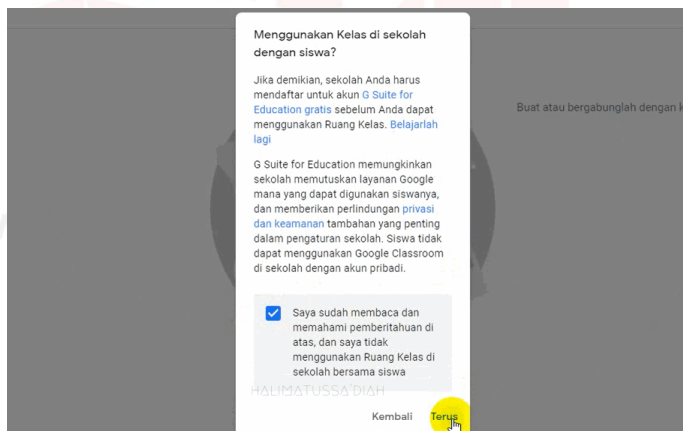 Menggunakan Kelas di sekolah
dengan siswa?
Jika demikian, sekolah Anda harus
mendaftar untuk akun G Suite for
Education gratis sebelum Anda dapat
menggunakan Ruang Kelas. Belajarlah
lagi
G Suite for Education memungkinkan
sekolah memutuskan layanan Google
mana yang dapat digunakan siswanya,
dan memberikan perlindungan privasi
dan keamanan tambahan yang penting
dalam pengaturan sekolah. Siswa tidak
dapat menggunakan Google Classroom
di sekolah dengan akun pribadi.
Saya sudah membaca dan
memahami pemberitahuan di
atas, dan saya tidak
menggunakan Ruang Kelas di
sekolah bersama siswa
HALIMATUSSA'DIAH
Kembali Terus
Buat atau bergabunglah dengan k